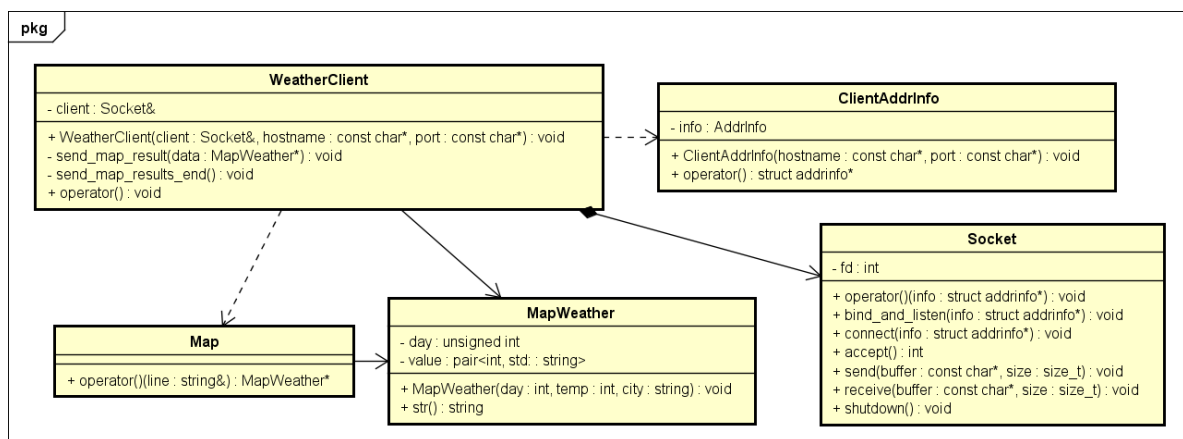 pkg
WeatherClient
- client : Socket&
+ WeatherClient(client : Socket&, hostname : const char*, port : const char*) : void
- send_map_result(data : MapWeather*) : void
- send_map_results_end() : void
+ operator() : void
ClientAddrInfo
- info : AddrInfo
+ ClientAddrInfo(hostname : const char*, port : const char*) : void
+ operator() : struct addrinfo*
Socket
- fd : int
+ operator()(info : struct addrinfo*) : void
+ bind_and_listen(info : struct addrinfo*) : void
+ connect(info : struct addrinfo*) : void
+ accept() : int
+ send(buffer : const char*, size : size_t) : void
+ receive(buffer : const char*, size : size_t) : void
+ shutdown() : void
Map
+ operator()(line : string&) : MapWeather*
MapWeather
- day : unsigned int
- value : pair<int, std: : string>
+ MapWeather(day : int, temp : int, city : string) : void
+ str() : string